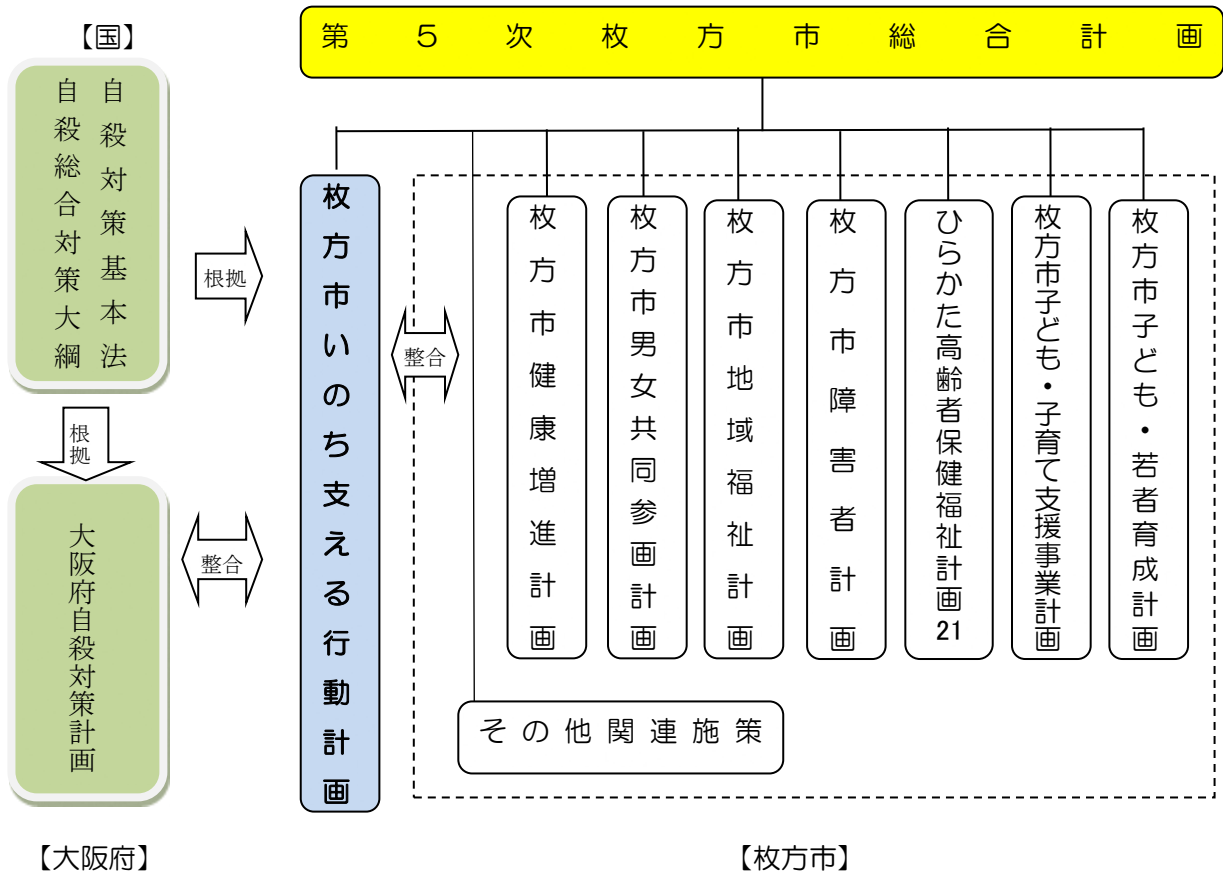 【国】
自殺対策基本法
自殺総合対策大綱
根拠
根拠
大阪府自殺対策計画
整合
【大阪府】
第５次枚方市総合計画
枚方市いのち支える行動計画
整合
枚方市健康増進計画
枚方市男女共同参画計画
枚方市地域福祉計画
枚方市障害者計画
ひらかた高齢者保健福祉計画21
枚方市子ども・子育て支援事業計画
枚方市子ども・若者育成計画
その他関連施策
【枚方市】